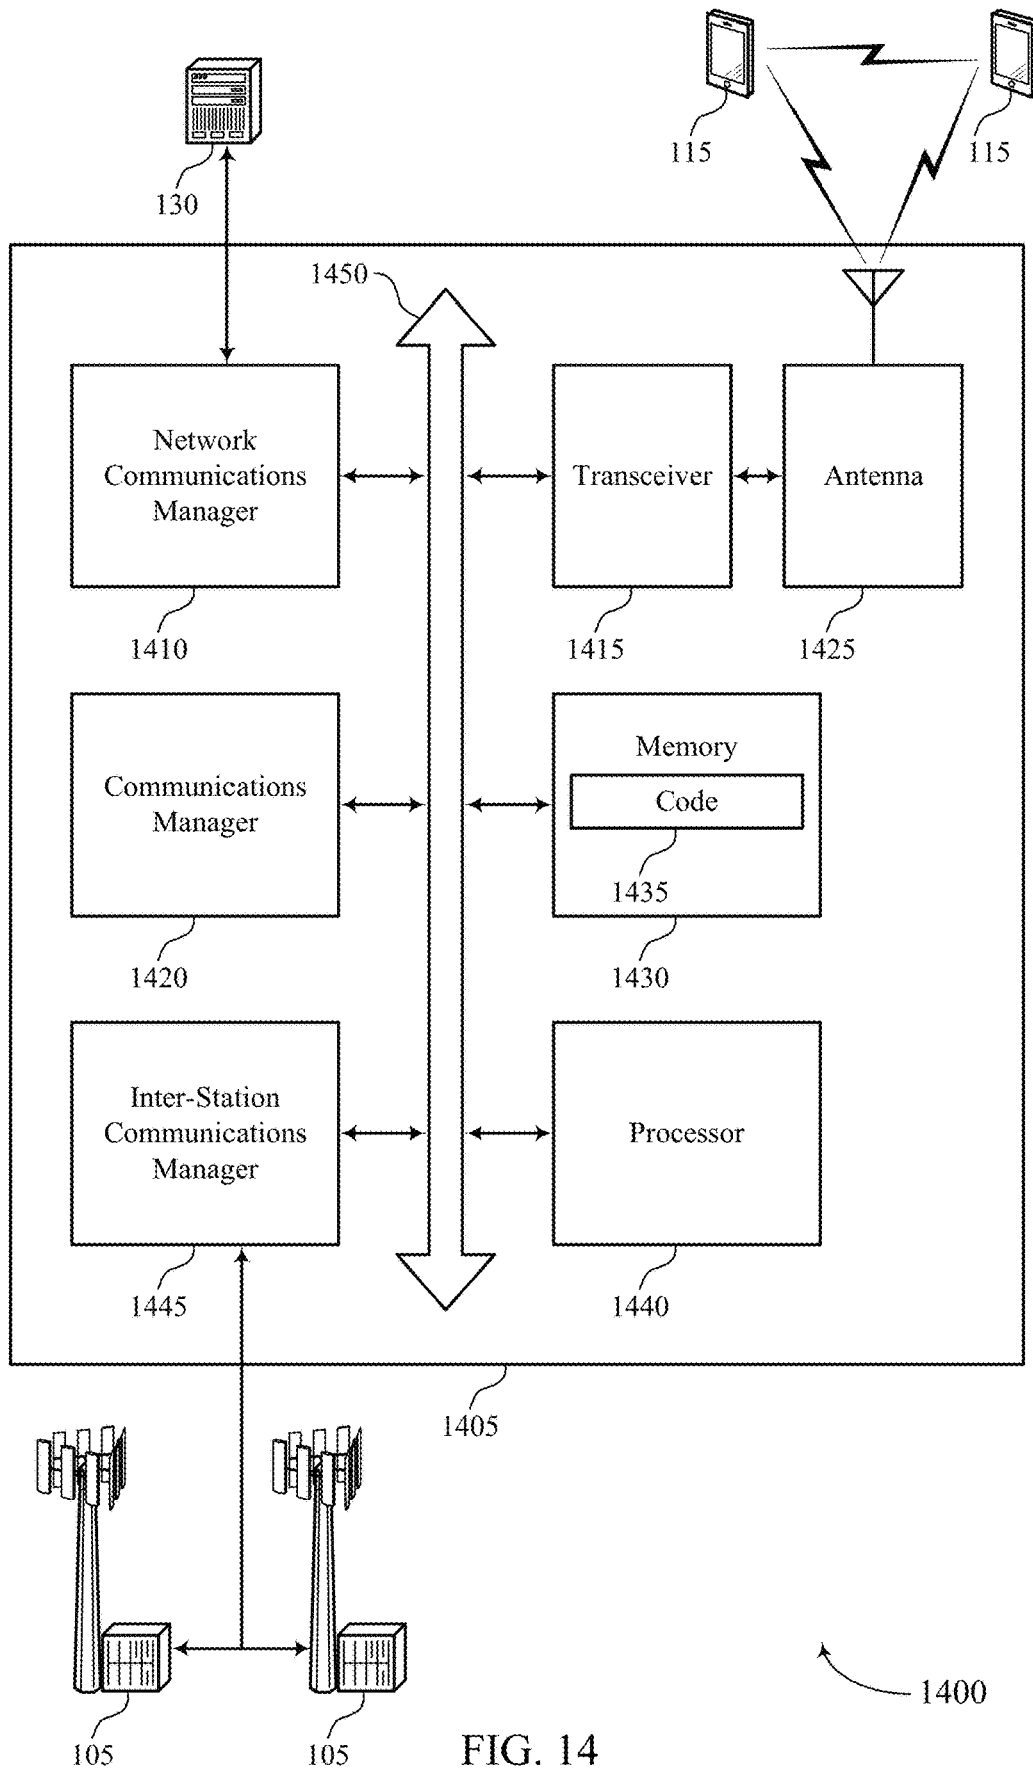 115
115
130
1450
Network
Communications
Manager
Transceiver
Antenna
1410
1415
1425
Communications
Manager
Memory
Code
1435
1420
1430
Inter-Station
Communications
Manager
Processor
1445
1440
1405
1400
105
105
FIG. 14